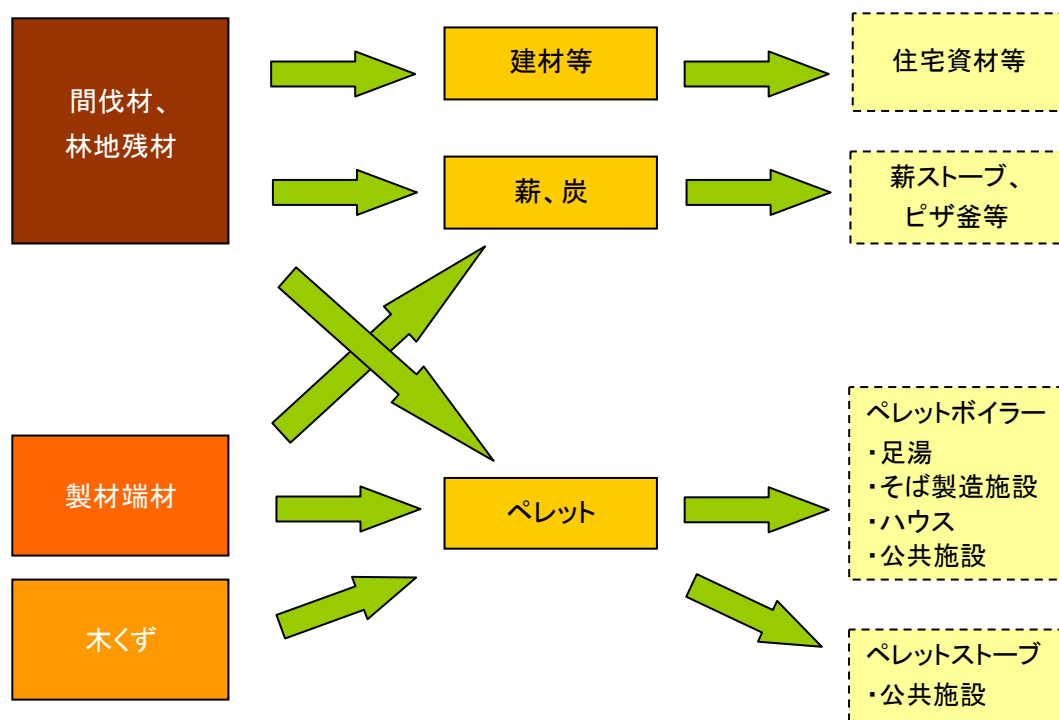 間伐材、
林地残材
建材等
住宅資材等
薪、炭
薪ストーブ、
ピザ釜等
製材端材
ペレット
ペレットボイラー
・足湯
・そば製造施設
・ハウス
・公共施設
木くず
ペレットストーブ
・公共施設